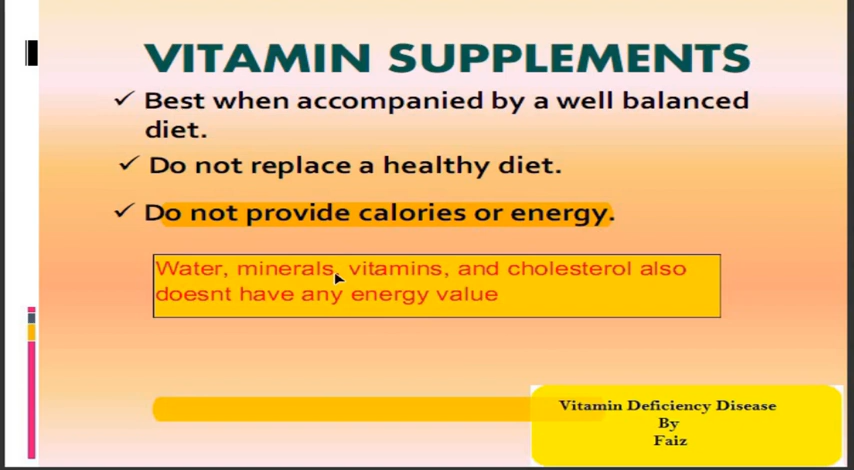 VITAMIN SUPPLEMENTS
✓ Best when accompanied by a well balanced
diet.
✓ Do not replace a healthy diet.
✓ Do not provide calories or energy.
Water, minerals, vitamins, and cholesterol also
doesnt have any energy value
Vitamin Deficiency Disease
By
Faiz